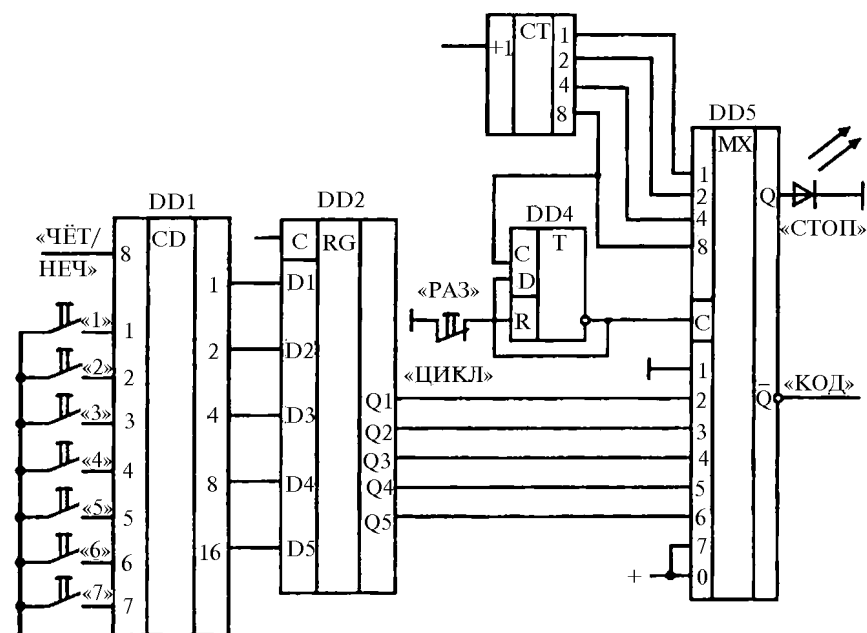 +1
CT
1
2
4
8
DD5
MX
1
2
4
8
Q
«СТОП»
C
1
Q̅
«КОД»
2
3
4
5
6
7
+
0
DD1
CD
«ЧЁТ/
НЕЧ»
8
«1»
1
«2»
2
«3»
3
«4»
4
«5»
5
«6»
6
«7»
7
1
2
4
8
16
DD2
C
RG
D1
D2
D3
D4
D5
Q1
Q2
Q3
Q4
Q5
DD4
C
T
D
R
«РАЗ»
«ЦИКЛ»